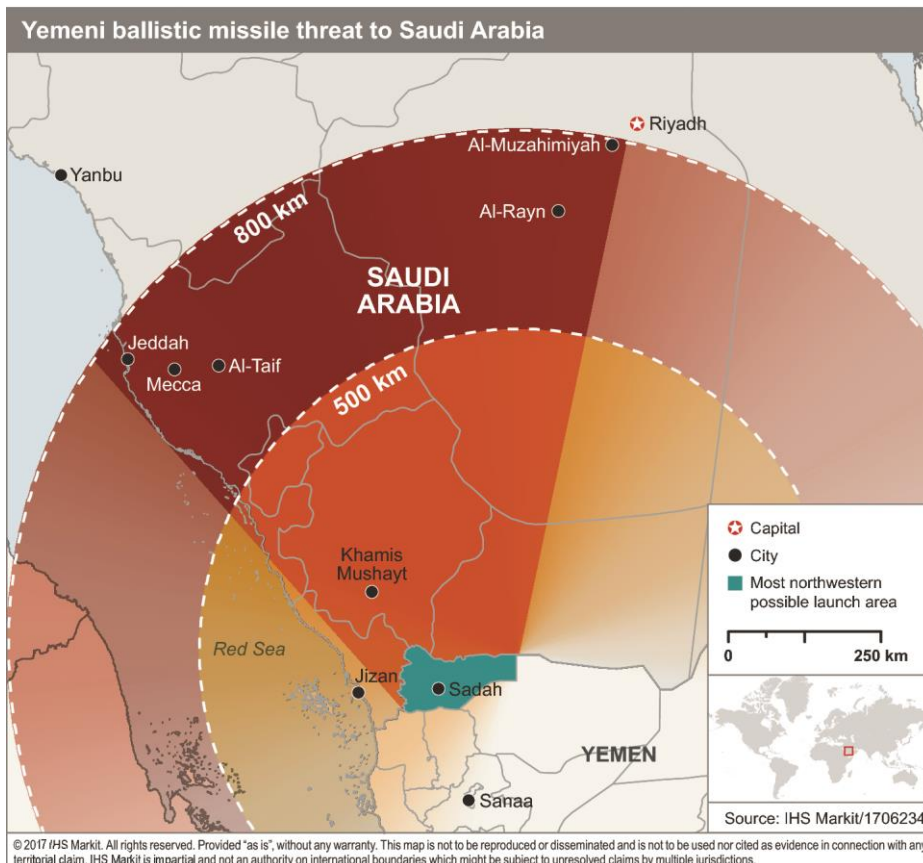 Yemeni ballistic missile threat to Saudi Arabia
Riyadh
Al-Muzahimiyah
Yanbu
800 km
Al-Rayn
SAUDI
ARABIA
Jeddah
Mecca
Al-Taif
500 km
Khamis
Mushayt
Red Sea
Jizan
Sadah
YEMEN
Sanaa
Capital
City
Most northwestern
possible launch area
0 250 km
Source: IHS Markit/1706234
© 2017 IHS Markit. All rights reserved. Provided "as is", without any warranty. This map is not to be reproduced or disseminated and is not to be used nor cited as evidence in connection with an
territorial claim. IHS Markit is impartial and not an authority on international boundaries which might be subject to unresolved claims by multiple jurisdictions.